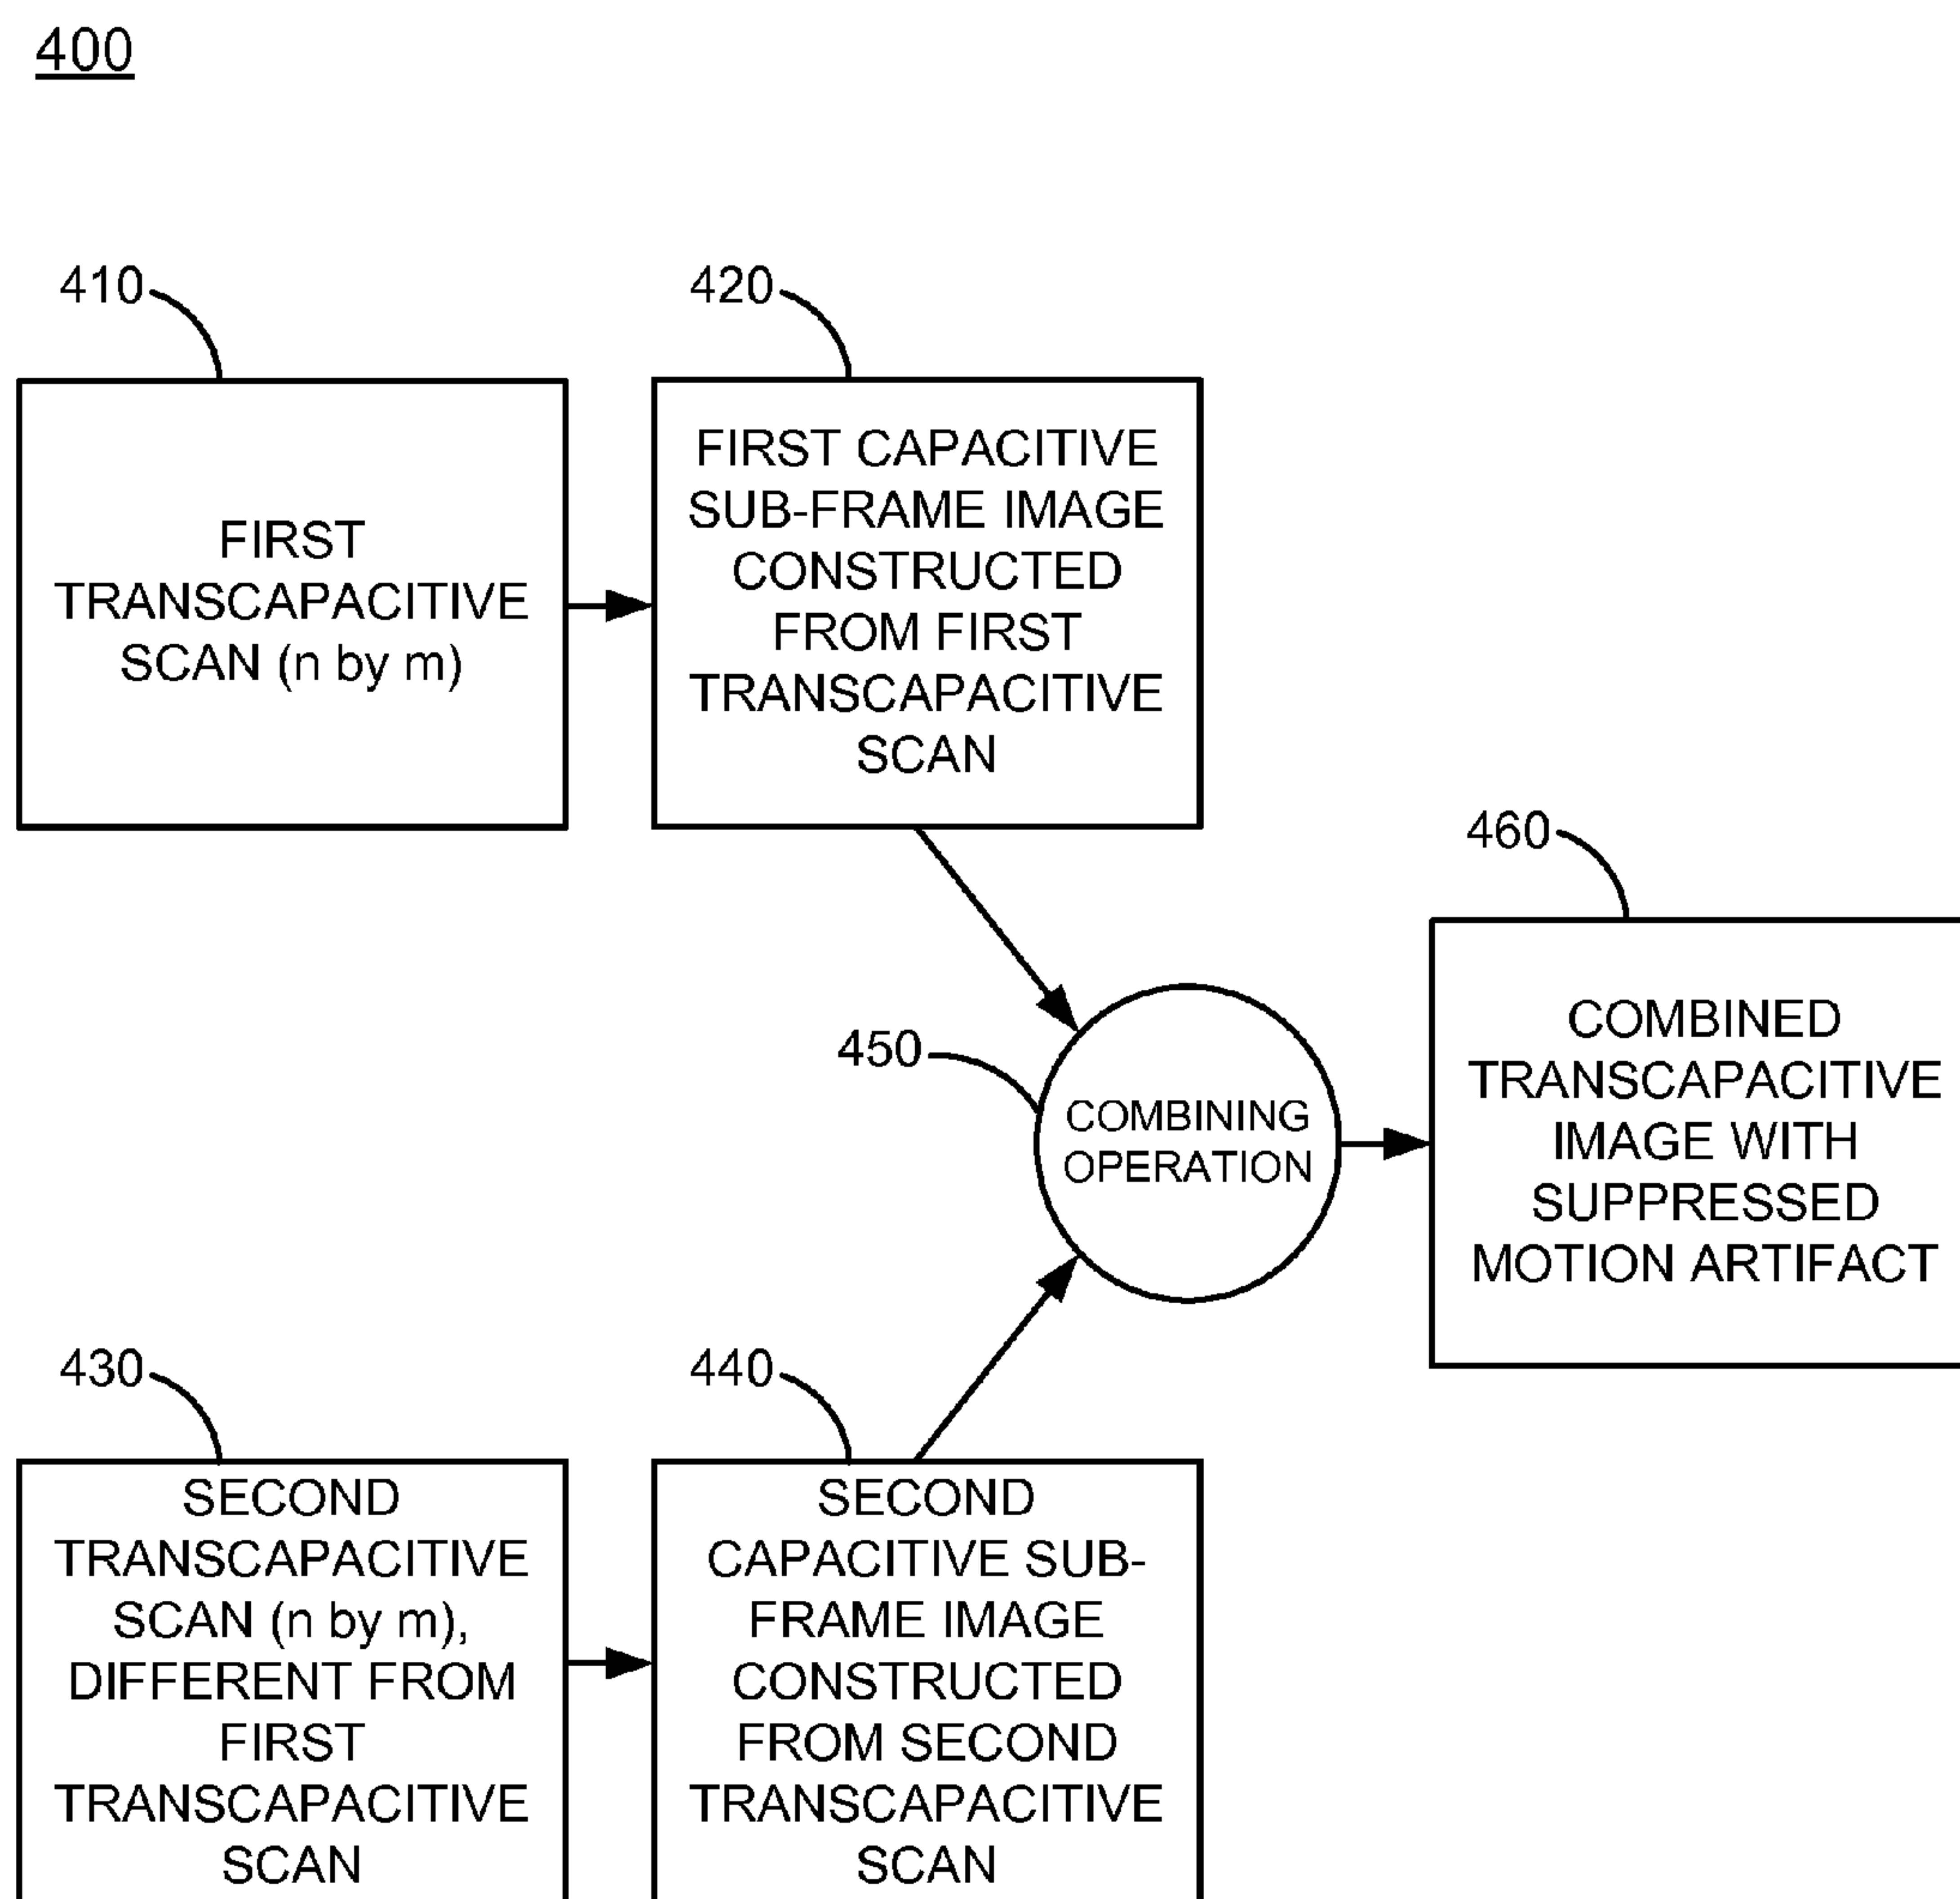 400
410
FIRST
TRANSCAPACITIVE
SCAN (n by m)
420
FIRST CAPACITIVE
SUB-FRAME IMAGE
CONSTRUCTED
FROM FIRST
TRANSCAPACITIVE
SCAN
430
SECOND
TRANSCAPACITIVE
SCAN (n by m),
DIFFERENT FROM
FIRST
TRANSCAPACITIVE
SCAN
440
SECOND
CAPACITIVE SUB-
FRAME IMAGE
CONSTRUCTED
FROM SECOND
TRANSCAPACITIVE
SCAN
450
COMBINING
OPERATION
460
COMBINED
TRANSCAPACITIVE
IMAGE WITH
SUPPRESSED
MOTION ARTIFACT